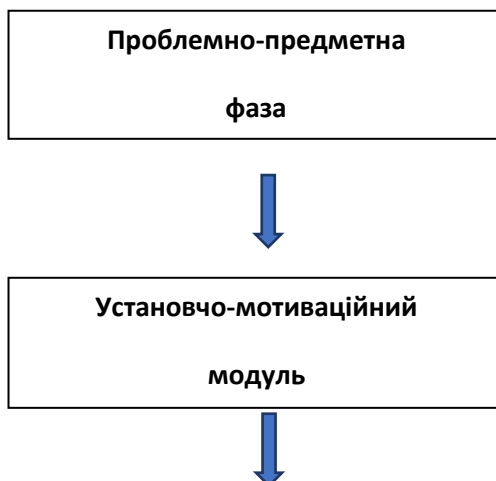 Проблемно-предметна
фаза
Установчо-мотиваційний
модуль